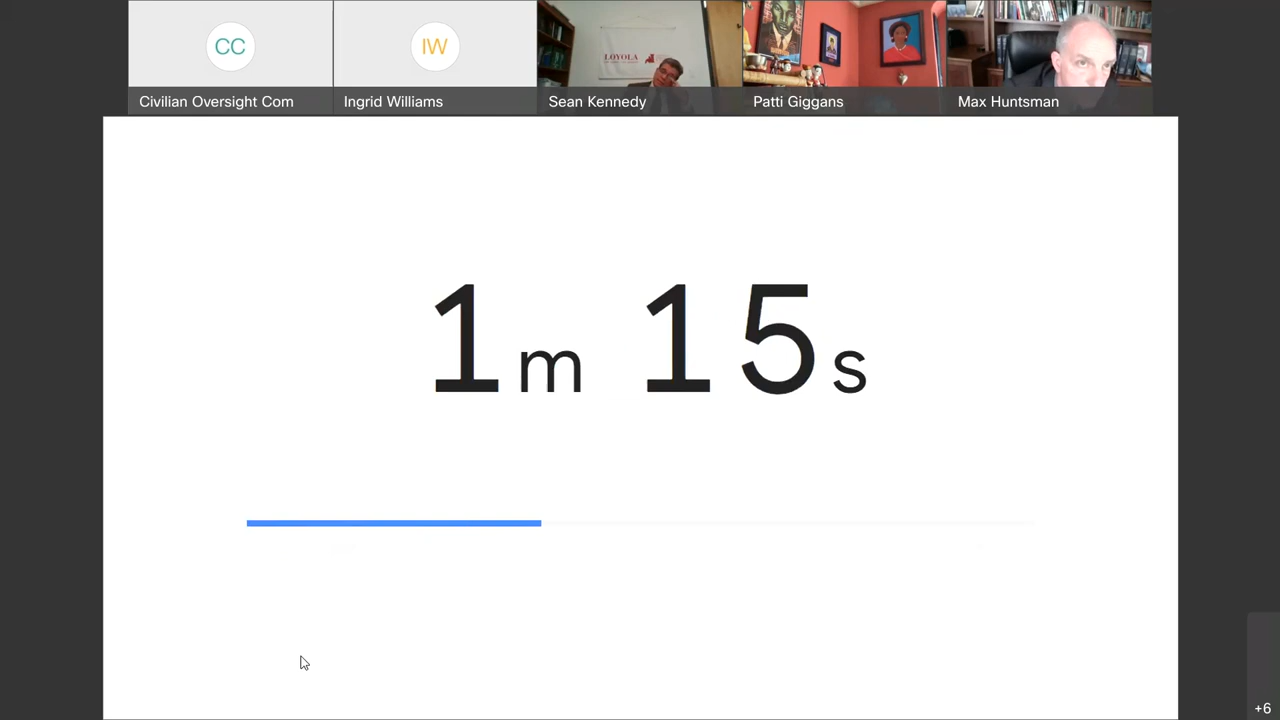 CC
IW
LOYOLA
Civilian Oversight Com
Ingrid Williams
Sean Kennedy
Patti Giggans
Max Huntsman
1m 15s
+6